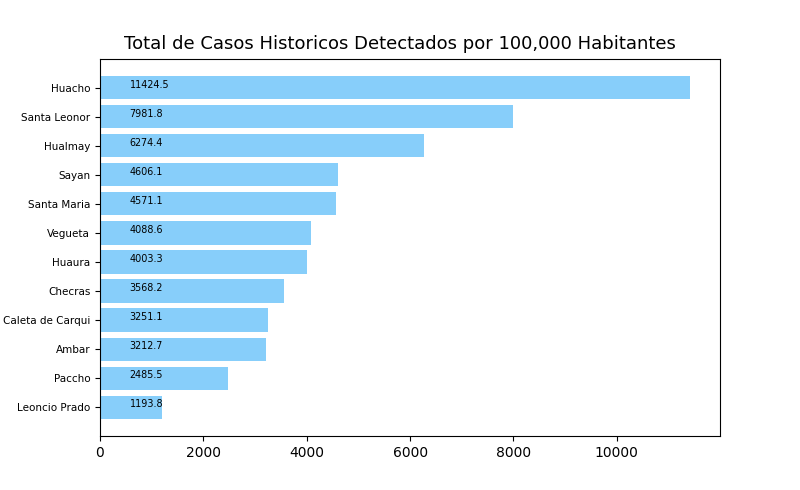 Total de Casos Historicos Detectados por 100,000 Habitantes
Huacho 11424.5
Santa Leonor 7981.8
Hualmay 6274.4
Sayan 4606.1
Santa Maria 4571.1
Vegueta 4088.6
Huaura 4003.3
Checras 3568.2
Caleta de Carqui 3251.1
Ambar 3212.7
Paccho 2485.5
Leoncio Prado 1193.8
0 2000 4000 6000 8000 10000